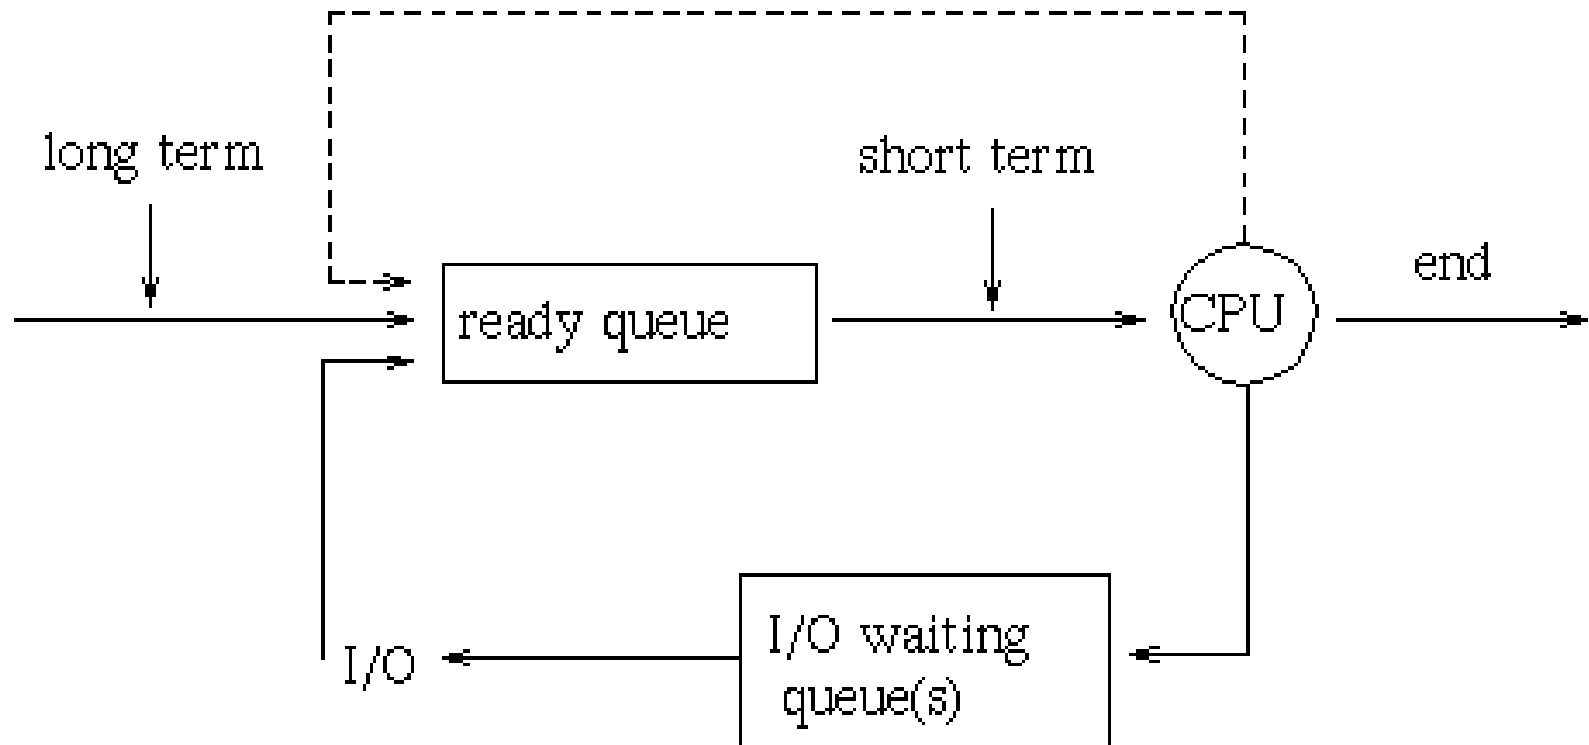 long term
short term
end
ready queue
CPU
I/O waiting
queue(s)
I/O